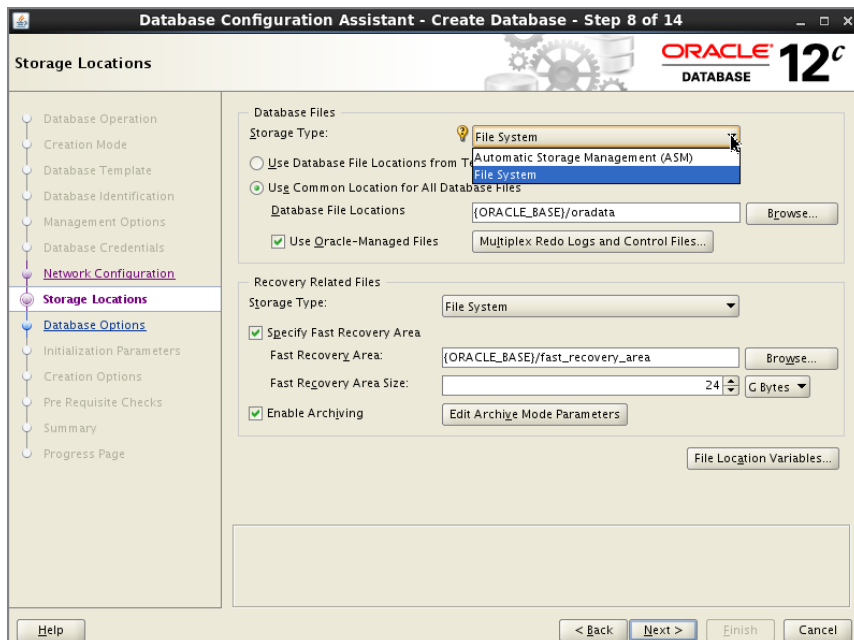 Database Configuration Assistant - Create Database - Step 8 of 14
Storage Locations
ORACLE DATABASE 12c
Database Operation
Creation Mode
Database Template
Database Identification
Management Options
Database Credentials
Network Configuration
Storage Locations
Database Options
Initialization Parameters
Creation Options
Pre Requisite Checks
Summary
Progress Page
Database Files
Storage Type: File System
Automatic Storage Management (ASM)
File System
Use Database File Locations from
Use Common Location for All Database Files
Database File Locations {ORACLE_BASE}/oradata Browse...
Use Oracle-Managed Files Multiplex Redo Logs and Control Files...
Recovery Related Files
Storage Type: File System
Specify Fast Recovery Area
Fast Recovery Area: {ORACLE_BASE}/fast_recovery_area Browse...
Fast Recovery Area Size: 24 G Bytes
Enable Archiving Edit Archive Mode Parameters
File Location Variables...
Help < Back Next > Finish Cancel